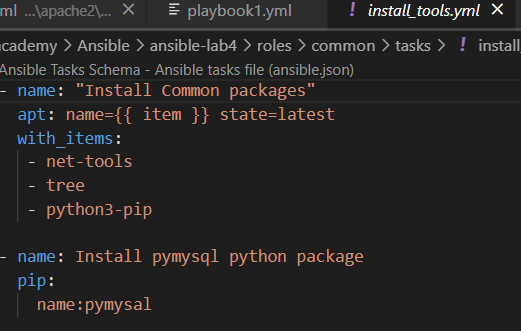 ml ...\apache2\... playbook1.yml ! install_tools.yml
academy > Ansible > ansible-lab4 > roles > common > tasks > ! install_
Ansible Tasks Schema - Ansible tasks file (ansible.json)
- name: "Install Common packages"
apt: name={{ item }} state=latest
with_items:
- net-tools
- tree
- python3-pip
- name: Install pymysql python package
pip:
name:pymysal